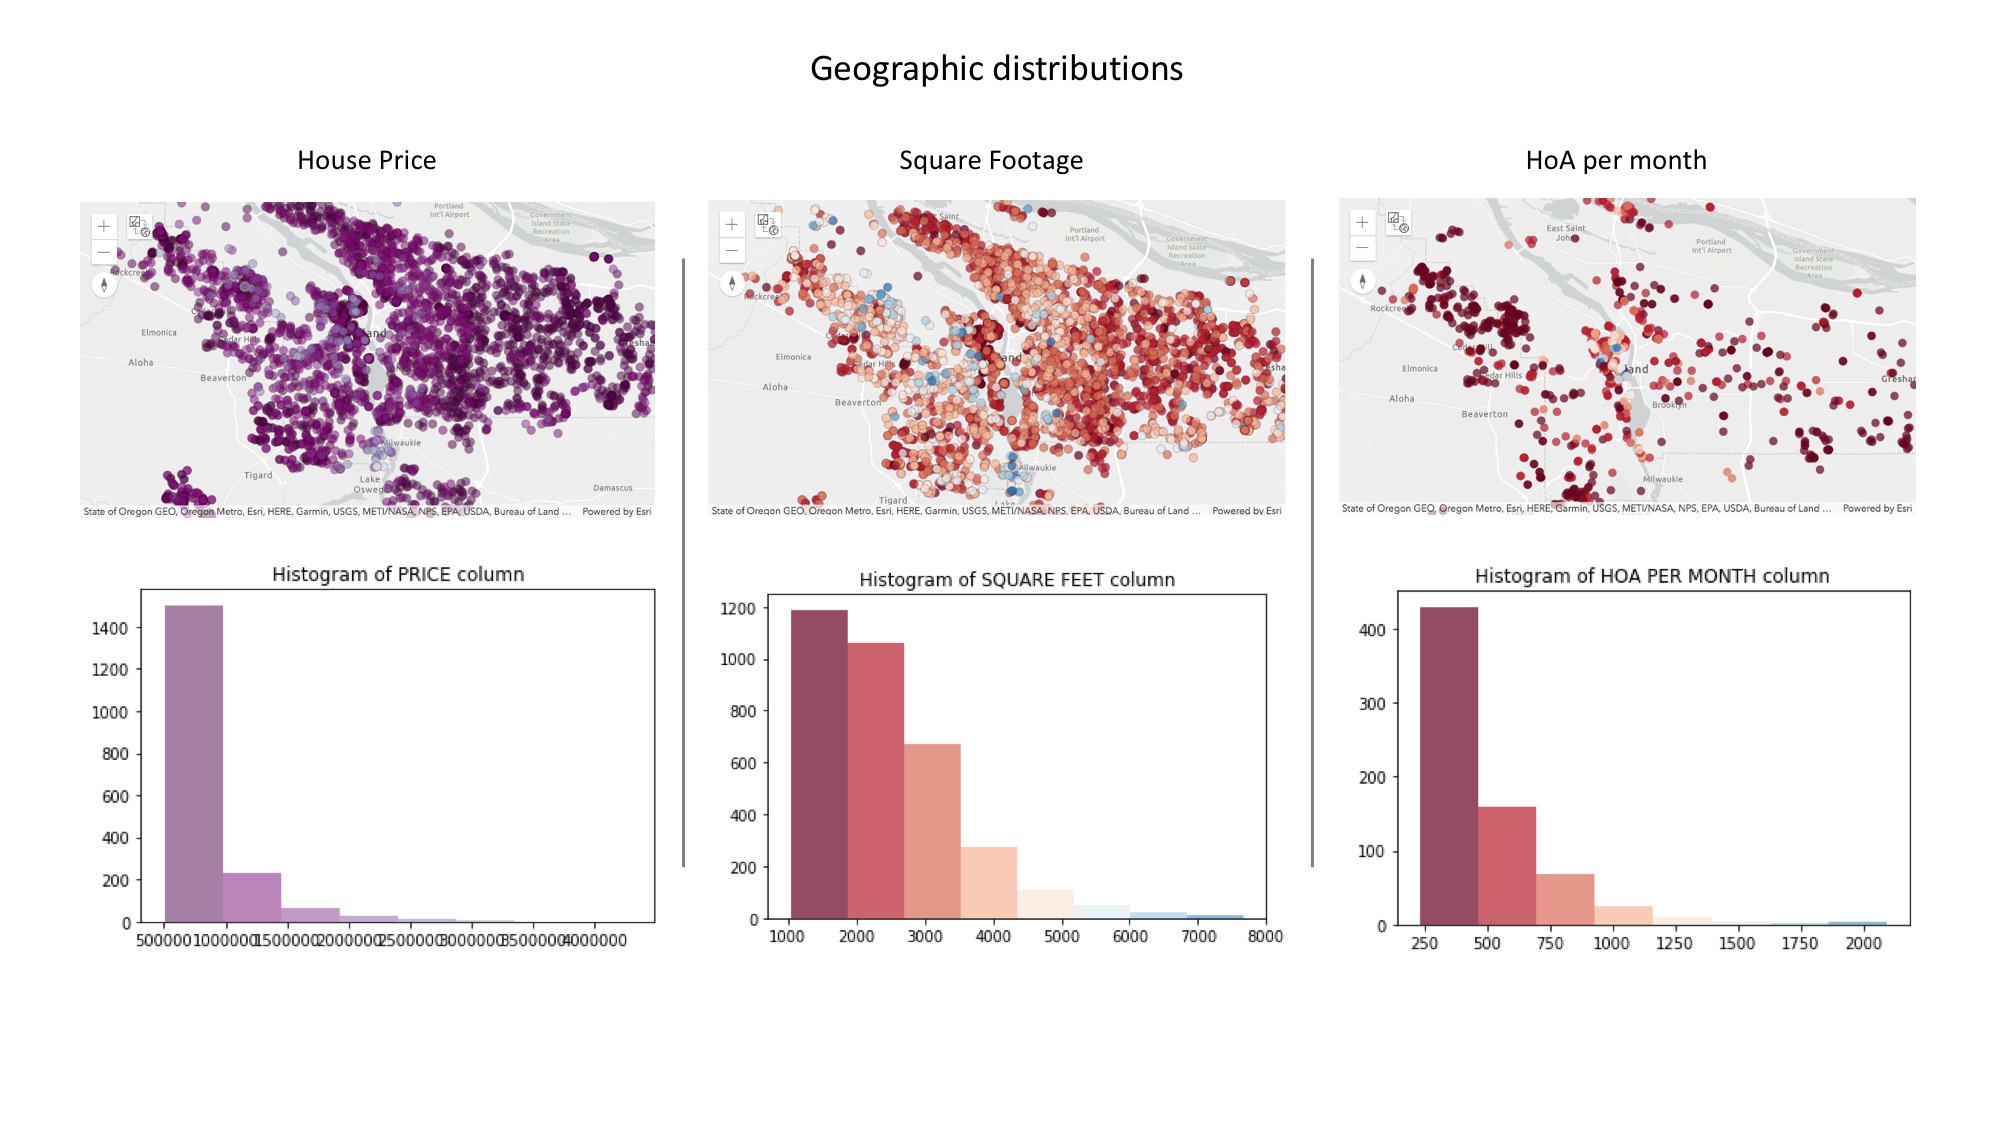 Geographic distributions
House Price
Square Footage
HoA per month
Portland
Int'l Airport
Government
Island State
Recreation
Area
Elmonica
Aloha
Beaverton
Cedar Hills
Milwaukie
Tigard
Lake
Damascus
State of Oregon GEO, Oregon Metro, Esri, HERE, Garmin, USGS, METI/NASA, NPS, EPA, USDA, Bureau of Land ...
Powered by Esri
Saint
Portland
Int'l Airport
Government
Island State
Recreation
Area
Elmonica
Aloha
Beaverton
Milwaukie
Tigard
State of Oregon GEO, Oregon Metro, Esri, HERE, Garmin, USGS, METI/NASA, NPS, EPA, USDA, Bureau of Land ...
Powered by Esri
East Saint
Portland
Int'l Airport
Government
Island State
Recreation
Area
Elmonica
Aloha
Beaverton
Brooklyn
Milwaukie
State of Oregon GEO, Oregon Metro, Esri, HERE, Garmin, USGS, METI/NASA, NPS, EPA, USDA, Bureau of Land ...
Powered by Esri
Histogram of PRICE column
1400
1200
1000
800
600
400
200
0
500000 1000000 1500000 2000000 2500000 3000000 3500000 4000000
Histogram of SQUARE FEET column
1200
1000
800
600
400
200
0
1000 2000 3000 4000 5000 6000 7000 8000
Histogram of HOA PER MONTH column
400
300
200
100
0
250 500 750 1000 1250 1500 1750 2000